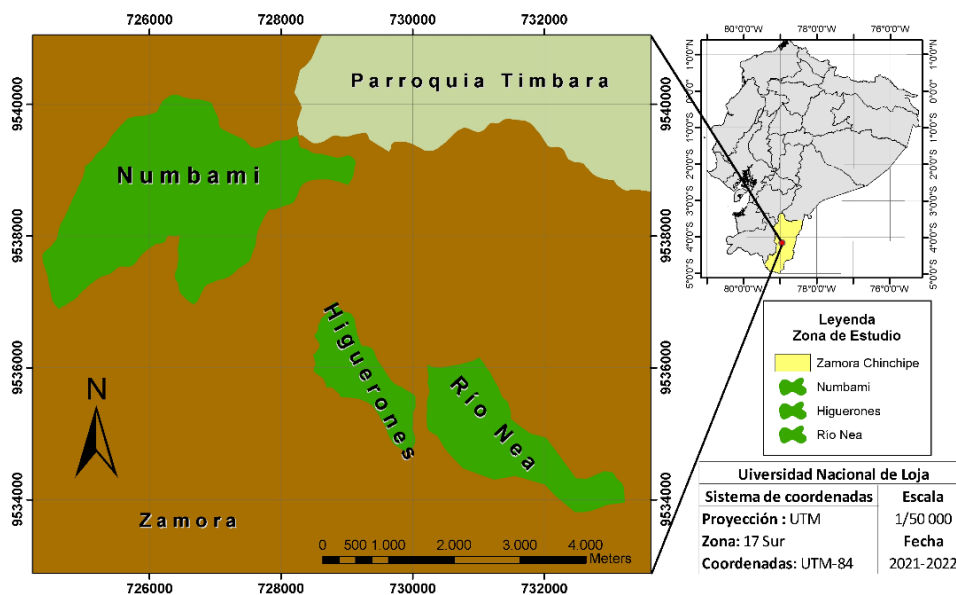 726000 728000 730000 732000
9540000
9538000
9536000
9534000
Parroquia Timbara
Numbami
Higuerones
Río Nea
N
Zamora
0 500 1.000 2.000 3.000 4.000
Meters
726000 728000 730000 732000
9540000
9538000
9536000
9534000
80°0'0"W 78°0'0"W 76°0'0"W
1°0'0"N
0°0'0"
1°0'0"S
2°0'0"S
3°0'0"S
4°0'0"S
5°0'0"S
1°0'0"N
0°0'0"
1°0'0"S
2°0'0"S
3°0'0"S
4°0'0"S
5°0'0"S
80°0'0"W 78°0'0"W 76°0'0"W
Leyenda
Zona de Estudio
Zamora Chinchipe
Numbami
Higuerones
Río Nea
Uiversidad Nacional de Loja
Sistema de coordenadas Escala
Proyección : UTM 1/50 000
Zona: 17 Sur Fecha
Coordenadas: UTM-84 2021-2022